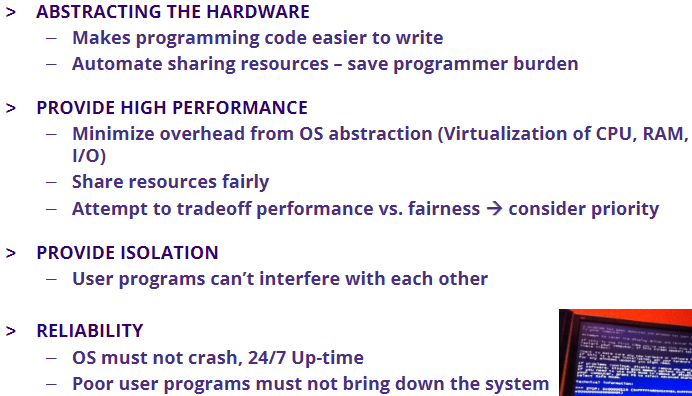 > ABSTRACTING THE HARDWARE
– Makes programming code easier to write
– Automate sharing resources – save programmer burden
> PROVIDE HIGH PERFORMANCE
– Minimize overhead from OS abstraction (Virtualization of CPU, RAM,
I/O)
– Share resources fairly
– Attempt to tradeoff performance vs. fairness → consider priority
> PROVIDE ISOLATION
– User programs can’t interfere with each other
> RELIABILITY
– OS must not crash, 24/7 Up-time
– Poor user programs must not bring down the system
Technical information: